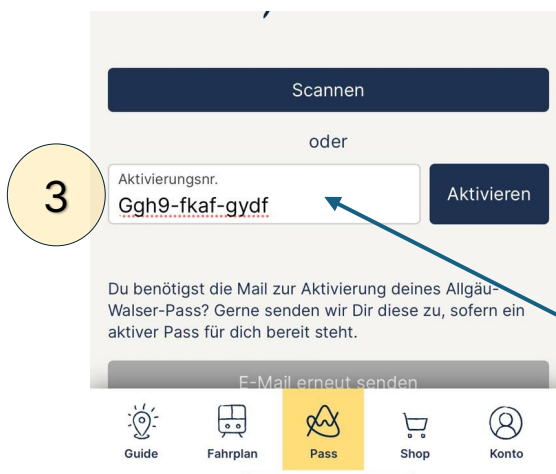 Scannen
oder
3
Aktivierungsnr.
Ggh9-fkaf-gydf
Aktivieren
Du benötigst die Mail zur Aktivierung deines Allgäu-
Walser-Pass? Gerne senden wir Dir diese zu, sofern ein
aktiver Pass für dich bereit steht.
E-Mail erneut senden
Guide Fahrplan Pass Shop Konto